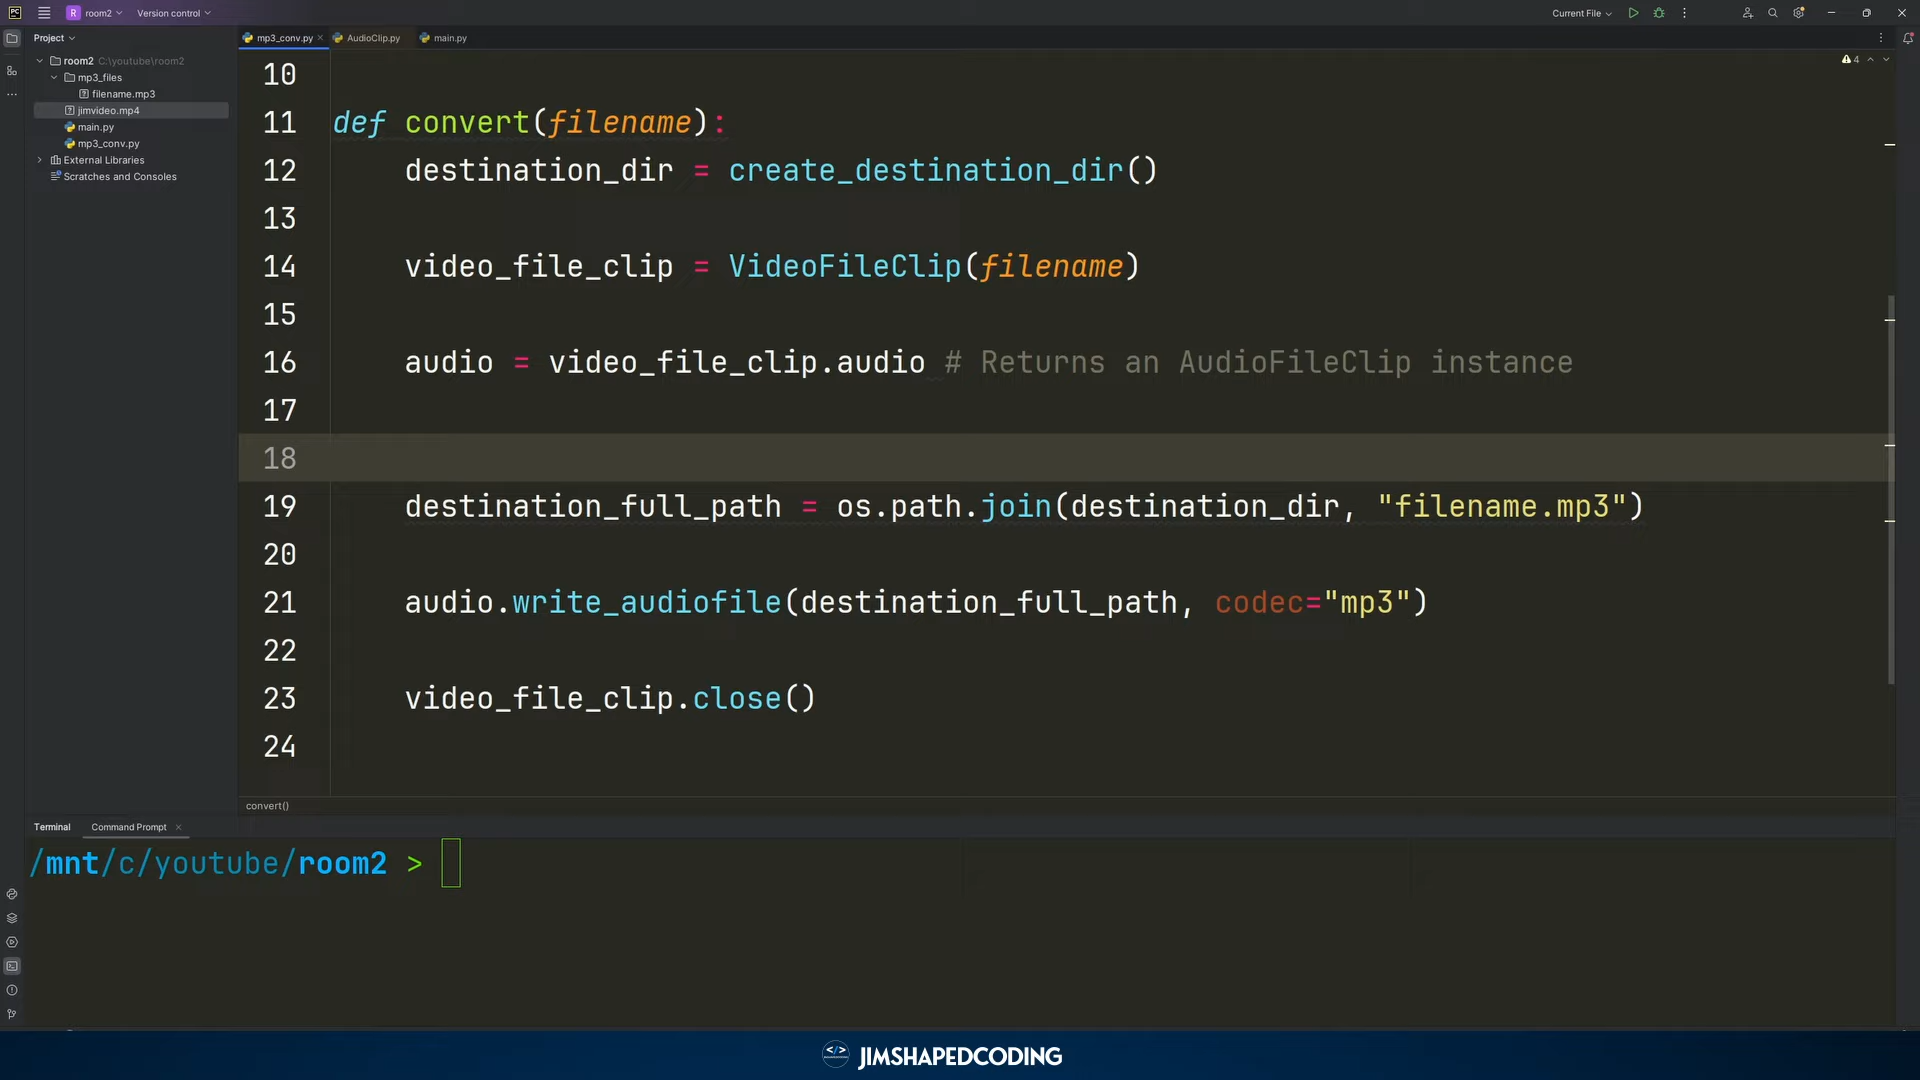 PC R room2 Version control Current File
Project
mp3_conv.py AudioClip.py main.py
room2 C:\youtube\room2
mp3_files
filename.mp3
jimvideo.mp4
main.py
mp3_conv.py
External Libraries
Scratches and Consoles
4
10
11 def convert(filename):
12 destination_dir = create_destination_dir()
13
14 video_file_clip = VideoFileClip(filename)
15
16 audio = video_file_clip.audio # Returns an AudioFileClip instance
17
18
19 destination_full_path = os.path.join(destination_dir, "filename.mp3")
20
21 audio.write_audiofile(destination_full_path, codec="mp3")
22
23 video_file_clip.close()
24
convert()
Terminal Command Prompt
/mnt/c/youtube/room2 >
</> JIMSHAPEDCODING